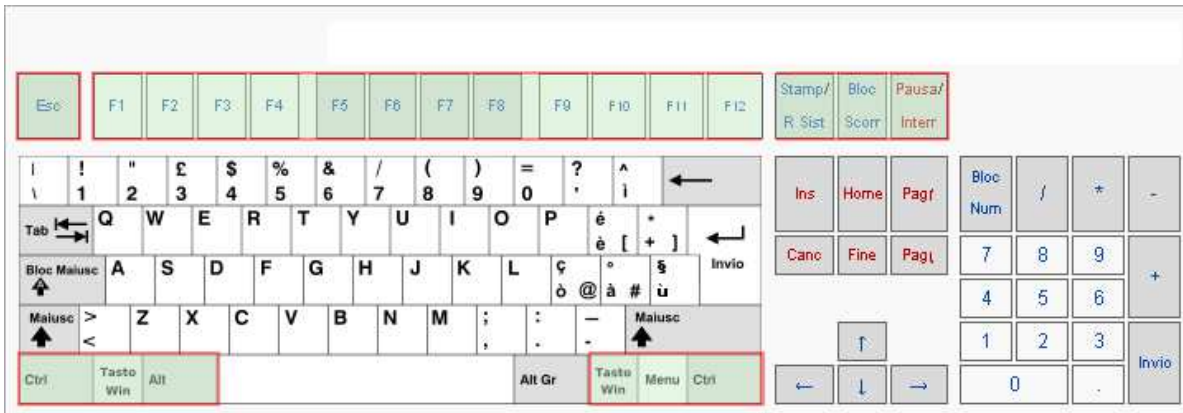 Esc F1 F2 F3 F4 F5 F6 F7 F8 F9 F10 F11 F12 Stamp/ Bloc Pausa/
R Sist Scorr Interr
| ! " £ $ % & / ( ) = ? ^
\ 1 2 3 4 5 6 7 8 9 0 ' ì
Ins Home Pag↑ Bloc Num / * -
Tab Q W E R T Y U I O P é * Invio
è [ + ]
Canc Fine Pag↓ 7 8 9 +
Bloc Maiusc A S D F G H J K L ç ° §
ò @ à # ù
4 5 6
Maiusc > Z X C V B N M ; : _ Maiusc
< , . -
↑ 1 2 3 Invio
Ctrl Tasto Win Alt Alt Gr Tasto Win Menu Ctrl
← ↓ → 0 .